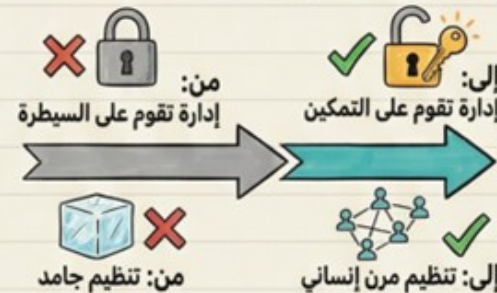 من:
إدارة تقوم على السيطرة
إلى:
إدارة تقوم على التمكين
من: تنظيم جامد
إلى: تنظيم مرن إنساني